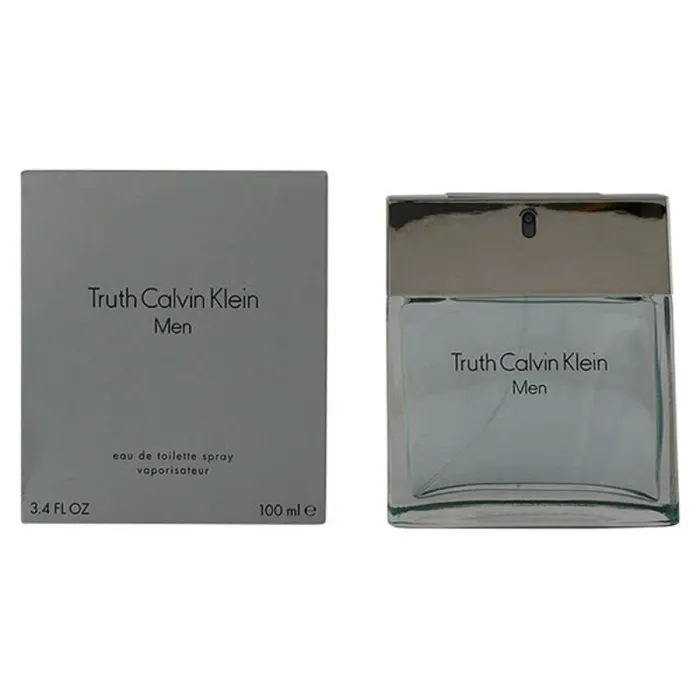 Truth Calvin Klein
Men
eau de toilette spray
vaporisateur
3.4 FL OZ 100 ml ℮
Truth Calvin Klein
Men